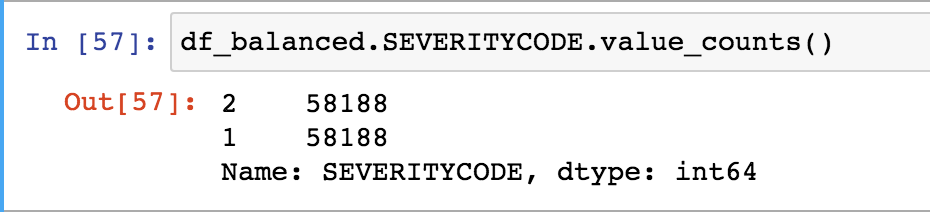 In [57]: df_balanced.SEVERITYCODE.value_counts()
Out[57]: 2    58188
1    58188
Name: SEVERITYCODE, dtype: int64